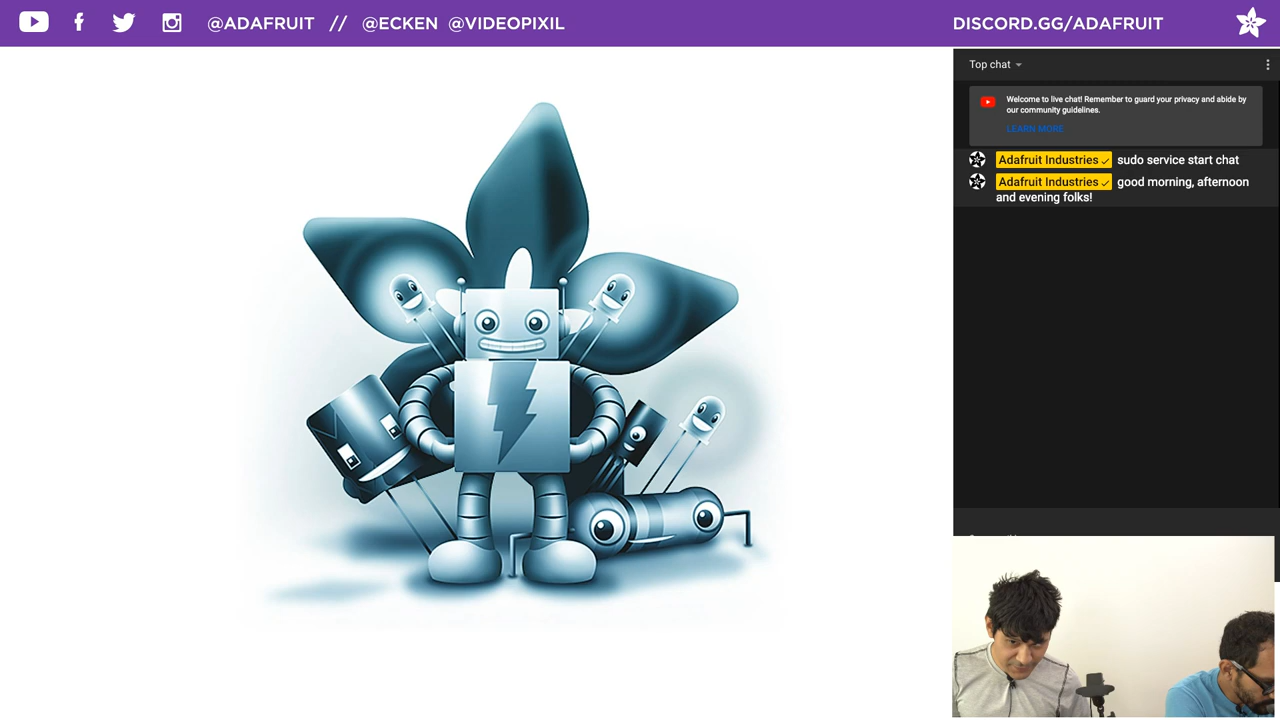 @ADAFRUIT // @ECKEN @VIDEOPIXIL
DISCORD.GG/ADAFRUIT
Top chat
Welcome to live chat! Remember to guard your privacy and abide by
our community guidelines.
LEARN MORE
Adafruit Industries sudo service start chat
Adafruit Industries good morning, afternoon
and evening folks!